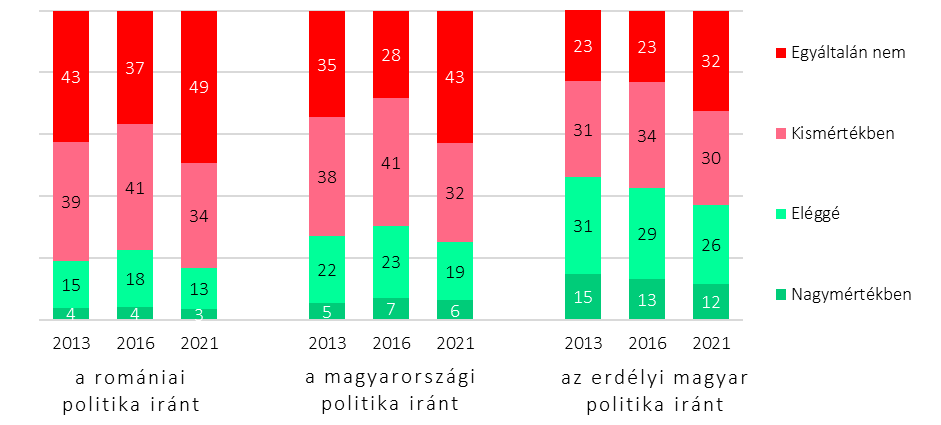 43 37 49 35 28 43 23 23 32
39 41 34 38 41 32 31 34 30
15 18 13 22 23 19 31 29 26
4 4 3 5 7 6 15 13 12
2013 2016 2021 2013 2016 2021 2013 2016 2021
a romániai
politika iránt
a magyarországi
politika iránt
az erdélyi magyar
politika iránt
Egyáltalán nem
Kismértékben
Eléggé
Nagymértékben